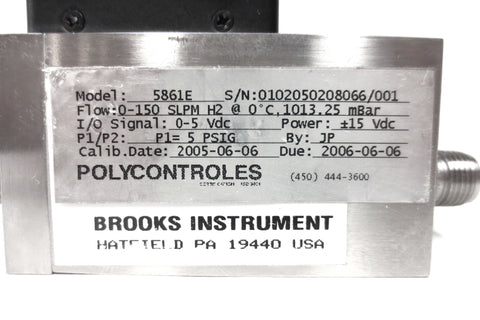 Model: 5861E S/N:0102050208066/001
Flow:0-150 SLPM H2 @ 0°C,1013.25 mBar
I/O Signal: 0-5 Vdc Power: ±15 Vdc
P1/P2: P1= 5 PSIG By: JP
Calib.Date: 2005-06-06 Due: 2006-06-06
POLYCONTROLES (450) 444-3600
BROOKS INSTRUMENT
HATFIELD PA 19440 USA